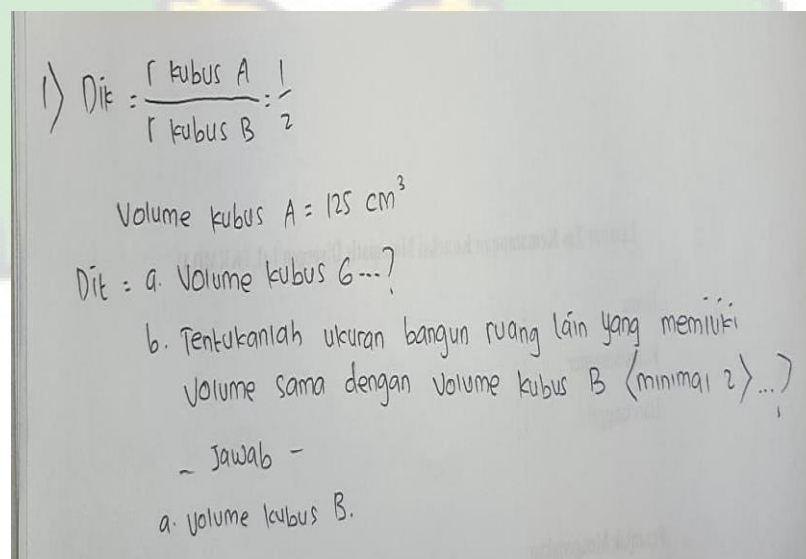 1) Dik : r kubus A / r kubus B : 1/2
Volume kubus A = 125 cm³
Dit : a. Volume kubus 6...?
b. Tentukanlah ukuran bangun ruang lain yang memiliki
Volume sama dengan Volume kubus B (minimal 2)...?
- Jawab -
a. Volume kubus B.